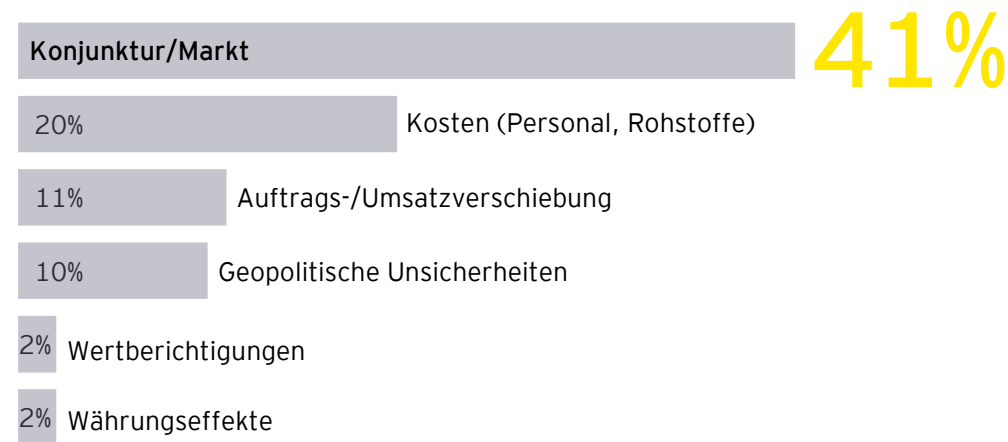 Konjunktur/Markt 41%
20% Kosten (Personal, Rohstoffe)
11% Auftrags-/Umsatzverschiebung
10% Geopolitische Unsicherheiten
2% Wertberichtigungen
2% Währungseffekte